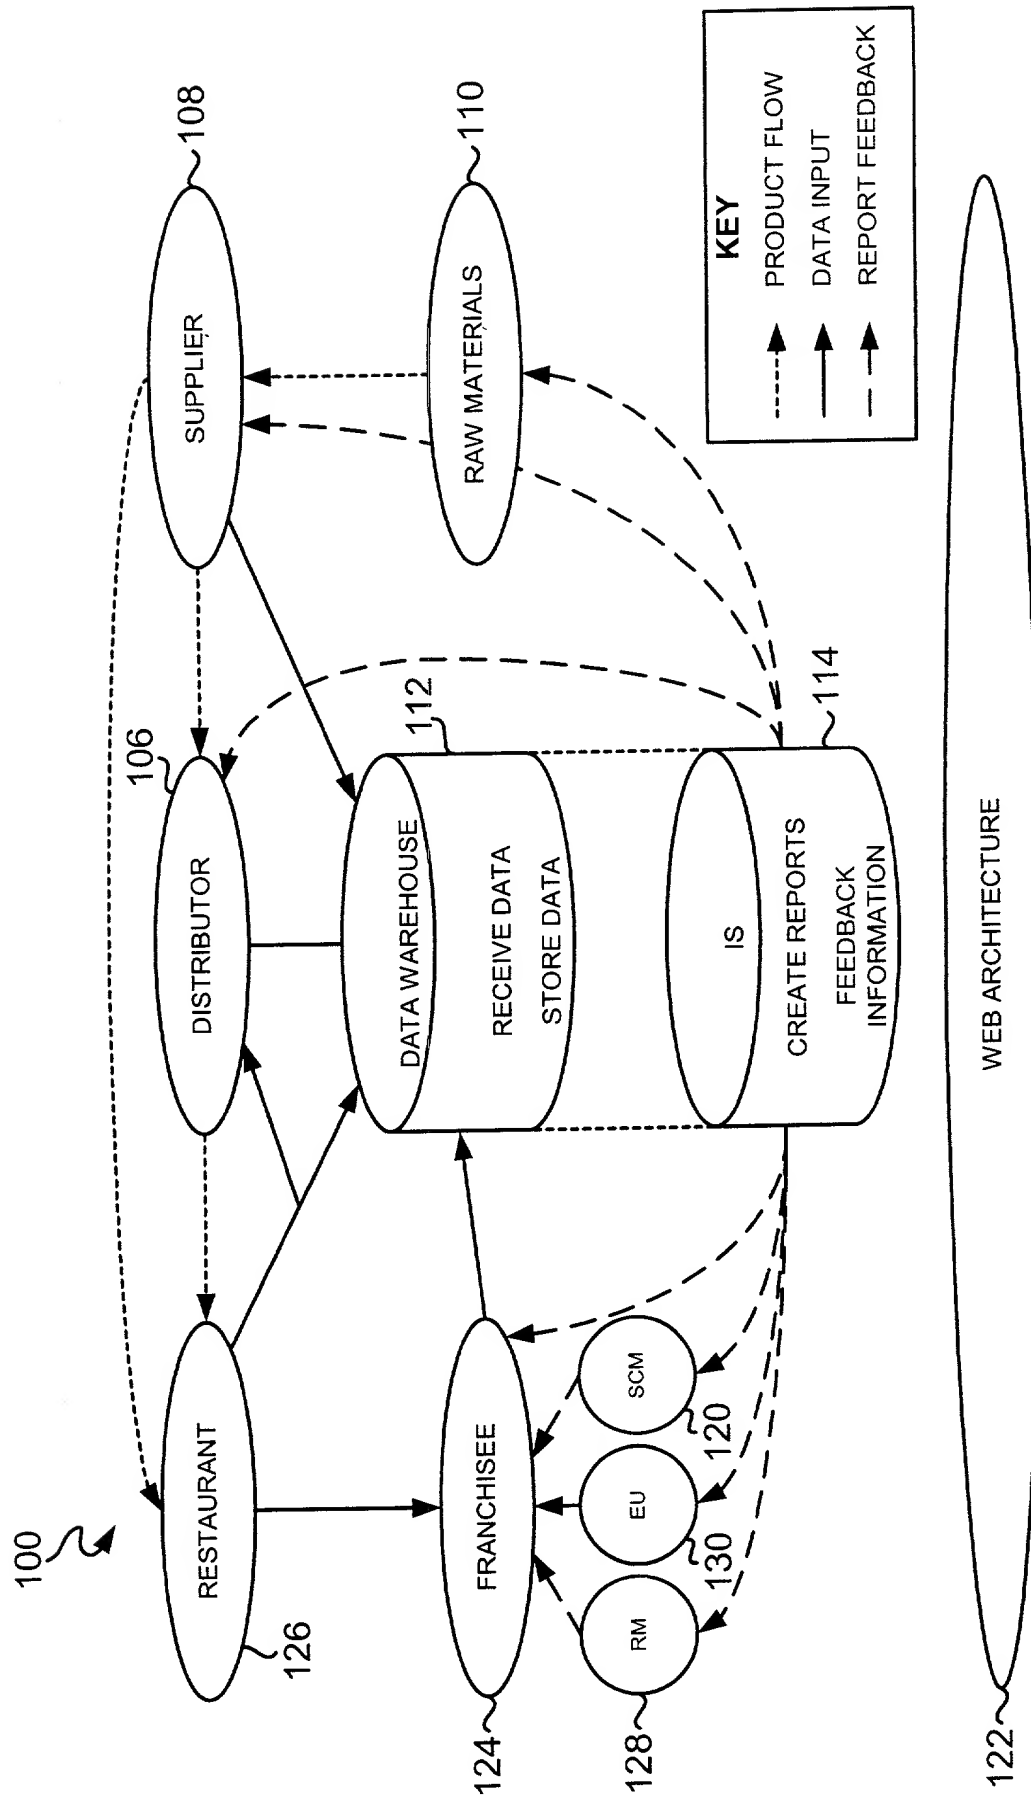 100
126
RESTAURANT
106
DISTRIBUTOR
108
SUPPLIER
124
FRANCHISEE
110
RAW MATERIALS
112
DATA WAREHOUSE
RECEIVE DATA
STORE DATA
128
RM
130
EU
120
SCM
114
IS
CREATE REPORTS
FEEDBACK
INFORMATION
KEY
PRODUCT FLOW
DATA INPUT
REPORT FEEDBACK
122
WEB ARCHITECTURE